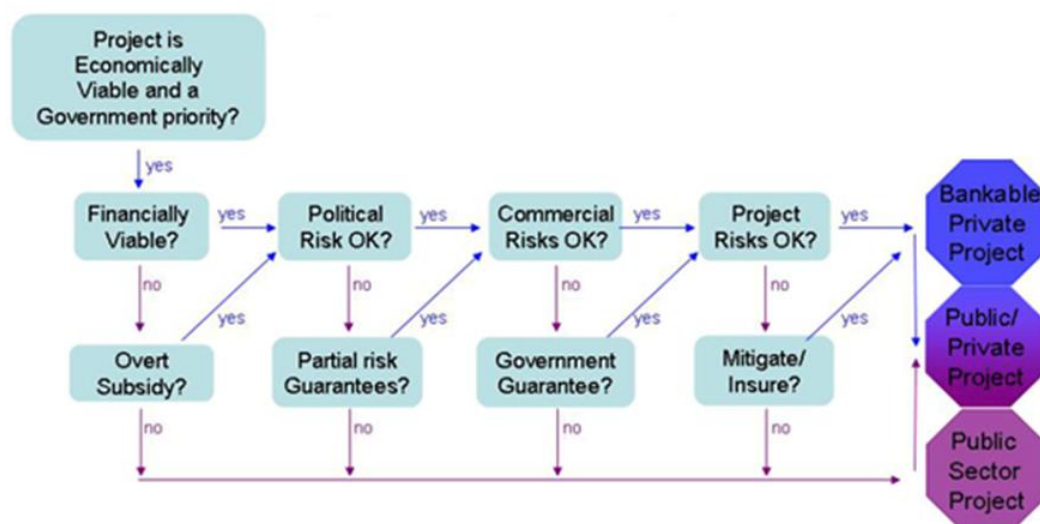 Project is
Economically
Viable and a
Government priority?
yes
Financially
Viable?
yes
Political
Risk OK?
yes
Commercial
Risks OK?
yes
Project
Risks OK?
yes
Bankable
Private
Project
no
no
no
no
yes
yes
yes
yes
Overt
Subsidy?
Partial risk
Guarantees?
Government
Guarantee?
Mitigate/
Insure?
Public/
Private
Project
no
no
no
no
Public
Sector
Project